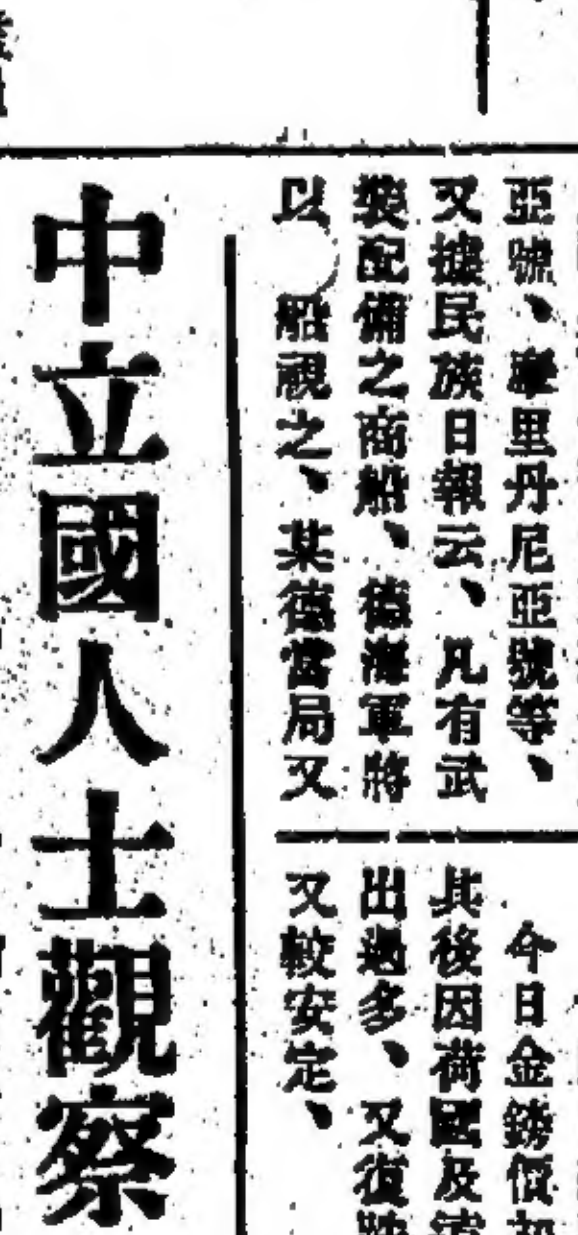 亞號、摩里丹尼亞號等、
又據民族日報云、凡有武
裝配備之商船、德海軍將
以 船視之、某德當局又
今日金鎊價初
其後因荷國及
出過多、又復
又較安定、
中立國人士觀察